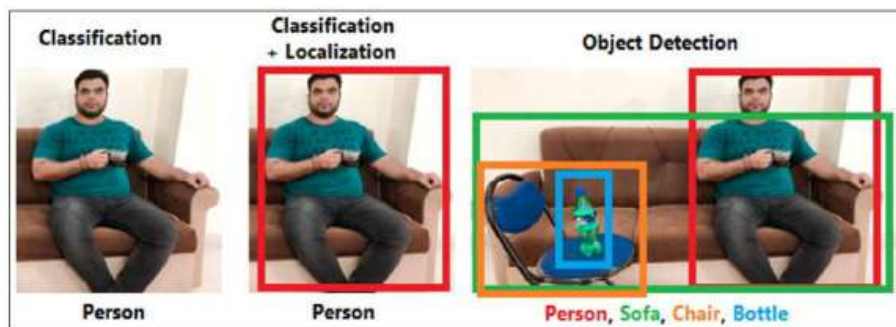 Classification
Classification
+ Localization
Object Detection
Person
Person
Person, Sofa, Chair, Bottle